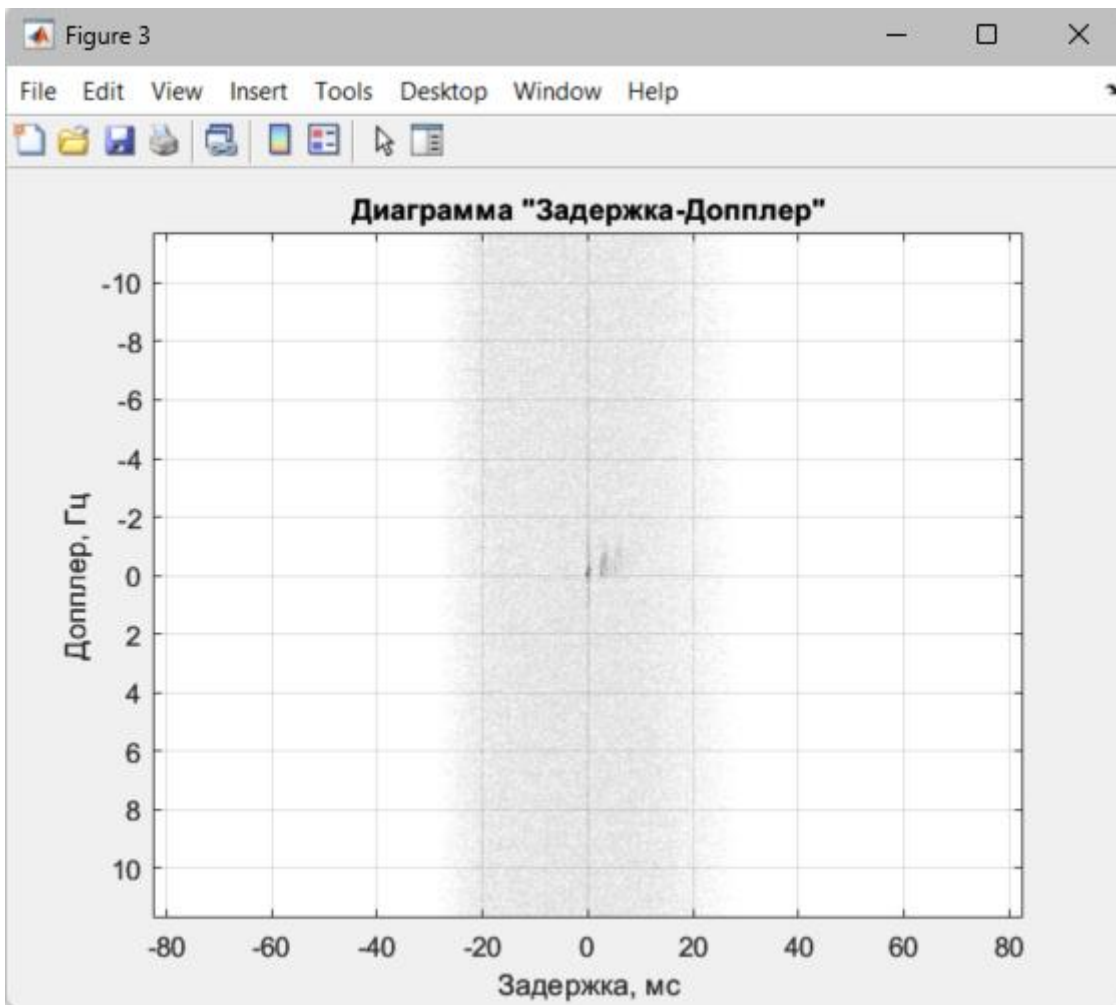 Figure 3
File Edit View Insert Tools Desktop Window Help
Диаграмма "Задержка-Допплер"
Допплер, Гц
-10
-8
-6
-4
-2
0
2
4
6
8
10
-80 -60 -40 -20 0 20 40 60 80
Задержка, мс